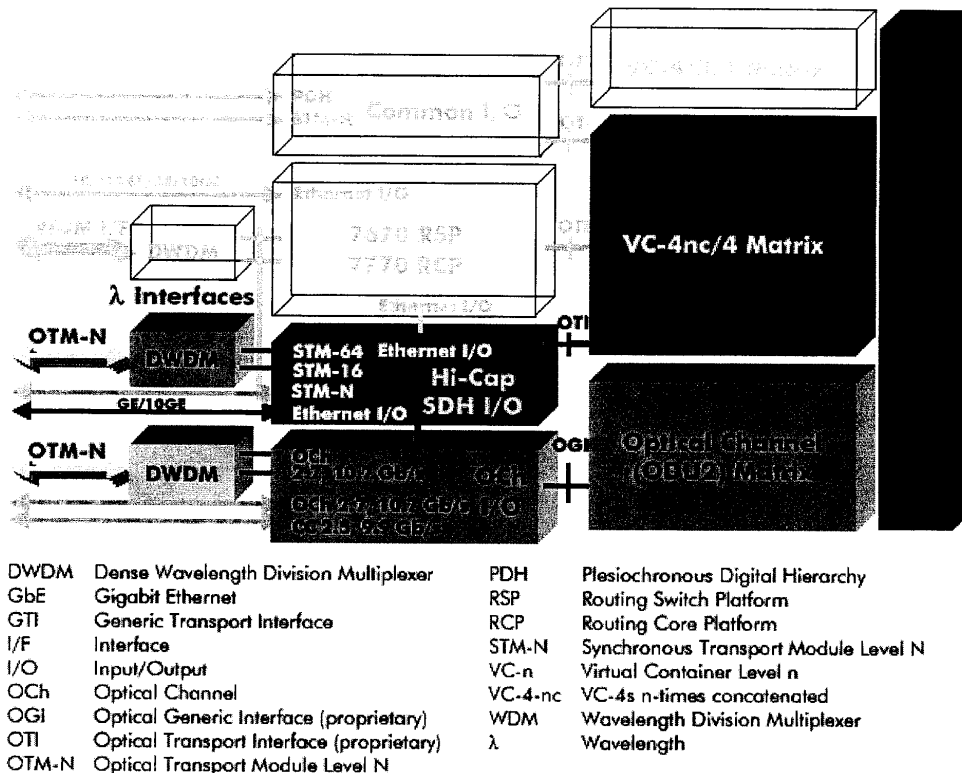 PDH
STM-N
Common I/O
Ethernet I/O
7670 RSP
7770 RCP
Ethernet I/O
DWDM
λ Interfaces
VC-4nc/4 Matrix
OTI
OTM-N
DWDM
STM-64 Ethernet I/O
STM-16
STM-N
Ethernet I/O
Hi-Cap
SDH I/O
GE/10GE
OTM-N
DWDM
OCh
OCh
I/O
OGI
Optical Channel
(OBU2) Matrix
DWDM Dense Wavelength Division Multiplexer
GbE Gigabit Ethernet
GTI Generic Transport Interface
I/F Interface
I/O Input/Output
OCh Optical Channel
OGI Optical Generic Interface (proprietary)
OTI Optical Transport Interface (proprietary)
OTM-N Optical Transport Module Level N
PDH Plesiochronous Digital Hierarchy
RSP Routing Switch Platform
RCP Routing Core Platform
STM-N Synchronous Transport Module Level N
VC-n Virtual Container Level n
VC-4-nc VC-4s n-times concatenated
WDM Wavelength Division Multiplexer
λ Wavelength